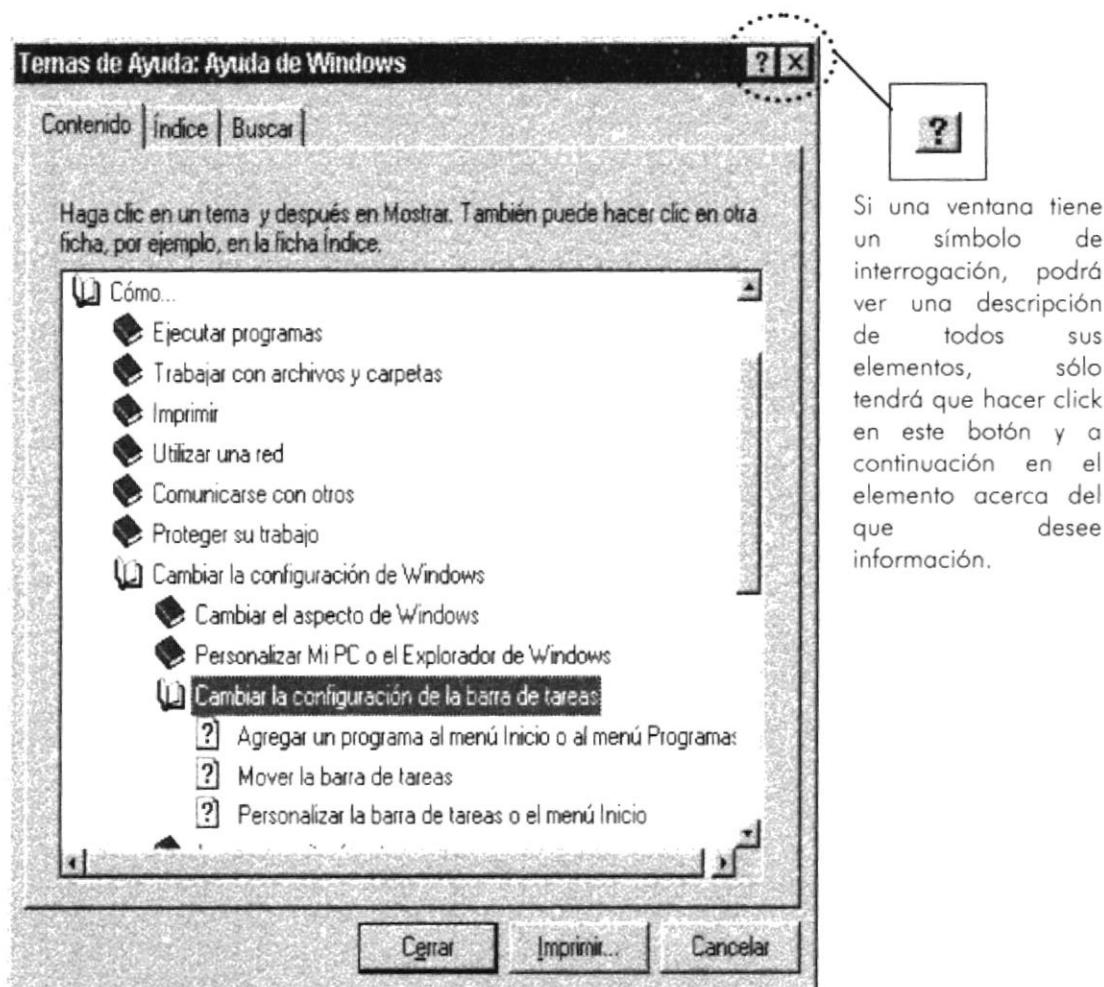 Temas de Ayuda: Ayuda de Windows
Contenido
Índice
Buscar
Haga clic en un tema y después en Mostrar. También puede hacer clic en otra
ficha, por ejemplo, en la ficha Índice.
Cómo...
Ejecutar programas
Trabajar con archivos y carpetas
Imprimir
Utilizar una red
Comunicarse con otros
Proteger su trabajo
Cambiar la configuración de Windows
Cambiar el aspecto de Windows
Personalizar Mi PC o el Explorador de Windows
Cambiar la configuración de la barra de tareas
? Agregar un programa al menú Inicio o al menú Programas
? Mover la barra de tareas
? Personalizar la barra de tareas o el menú Inicio
Cerrar
Imprimir...
Cancelar
?
Si una ventana tiene
un símbolo de
interrogación, podrá
ver una descripción
de todos sus
elementos, sólo
tendrá que hacer click
en este botón y a
continuación en el
elemento acerca del
que desee
información.